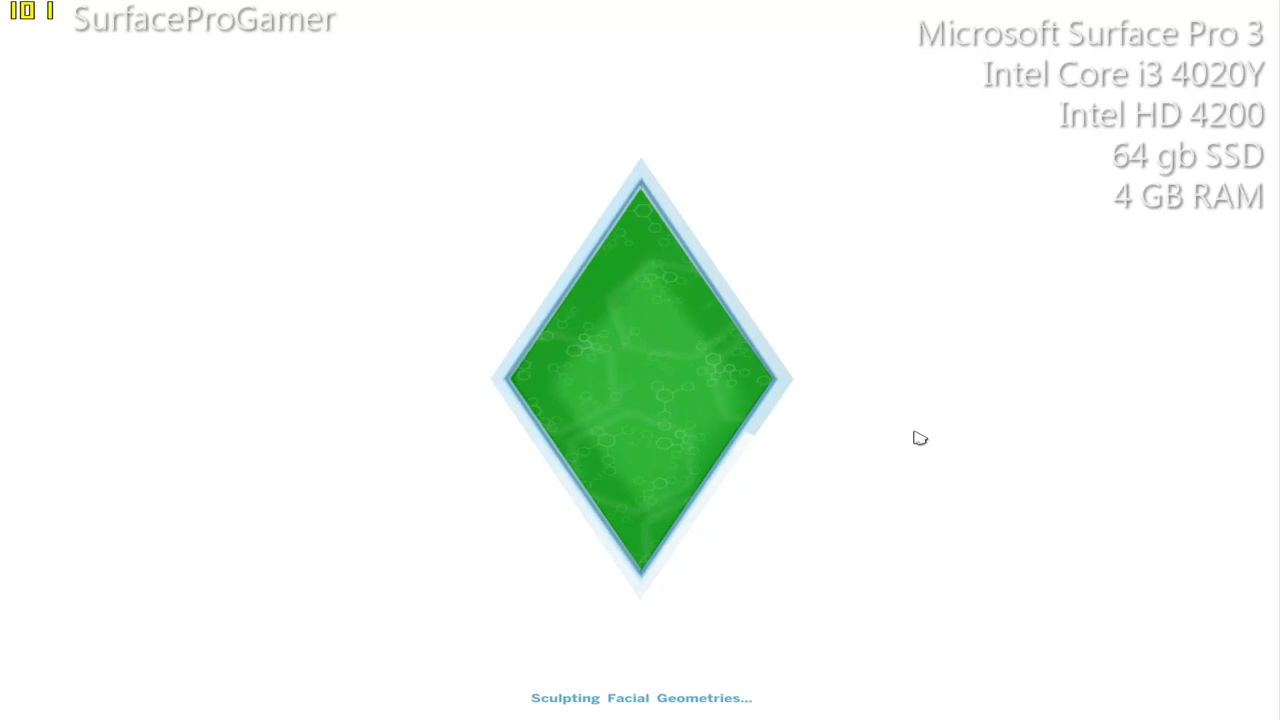 101
SurfaceProGamer
Microsoft Surface Pro 3
Intel Core i3 4020Y
Intel HD 4200
64 gb SSD
4 GB RAM
Sculpting Facial Geometries...